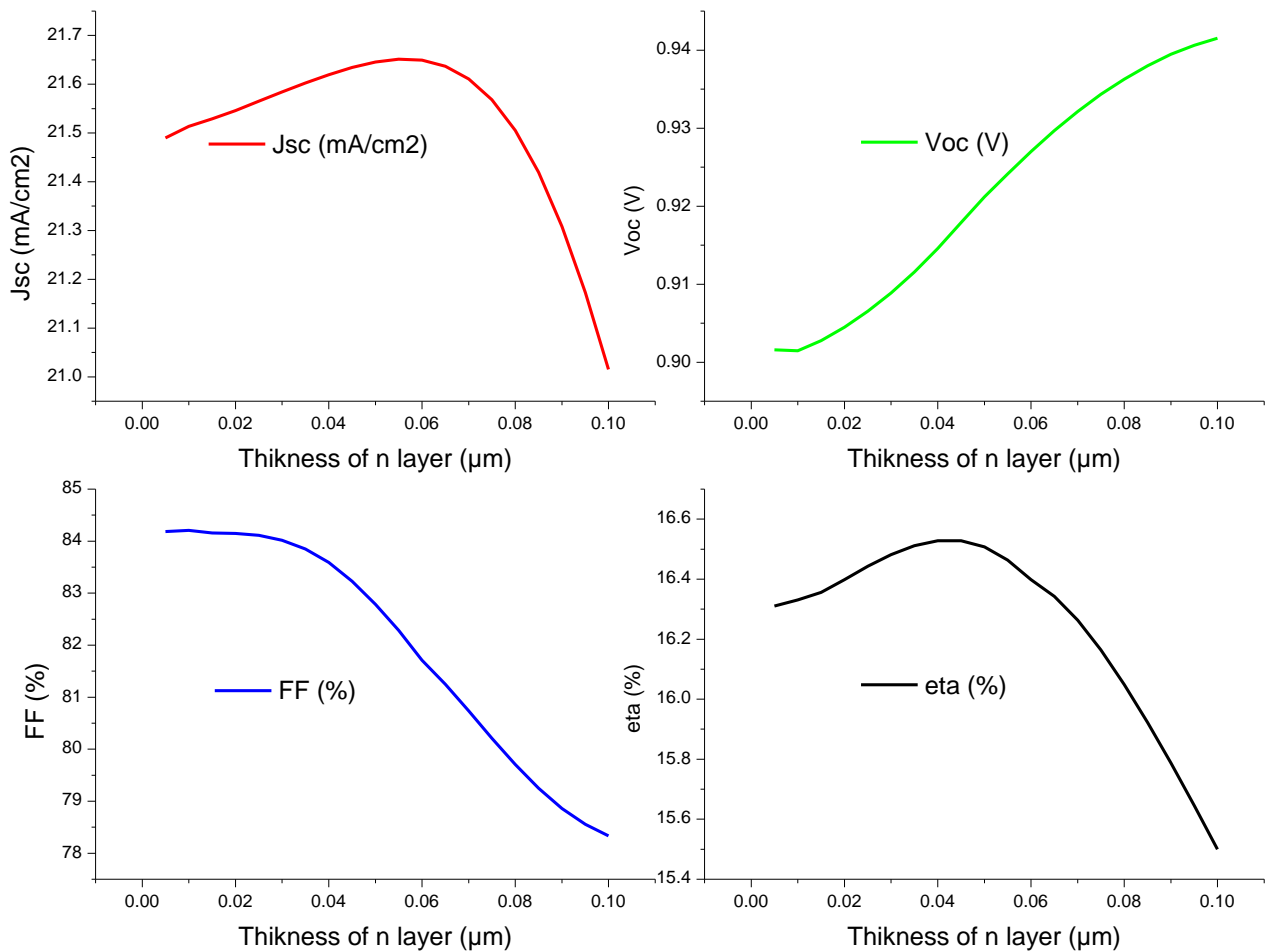 21.7
21.6
21.5
21.4
21.3
21.2
21.1
21.0
Jsc (mA/cm2)
Jsc (mA/cm2)
0.00 0.02 0.04 0.06 0.08 0.10
Thikness of n layer (µm)
0.94
0.93
0.92
0.91
0.90
Voc (V)
Voc (V)
0.00 0.02 0.04 0.06 0.08 0.10
Thikness of n layer (µm)
85
84
83
82
81
80
79
78
FF (%)
FF (%)
0.00 0.02 0.04 0.06 0.08 0.10
Thikness of n layer (µm)
16.6
16.4
16.2
16.0
15.8
15.6
15.4
eta (%)
eta (%)
0.00 0.02 0.04 0.06 0.08 0.10
Thikness of n layer (µm)